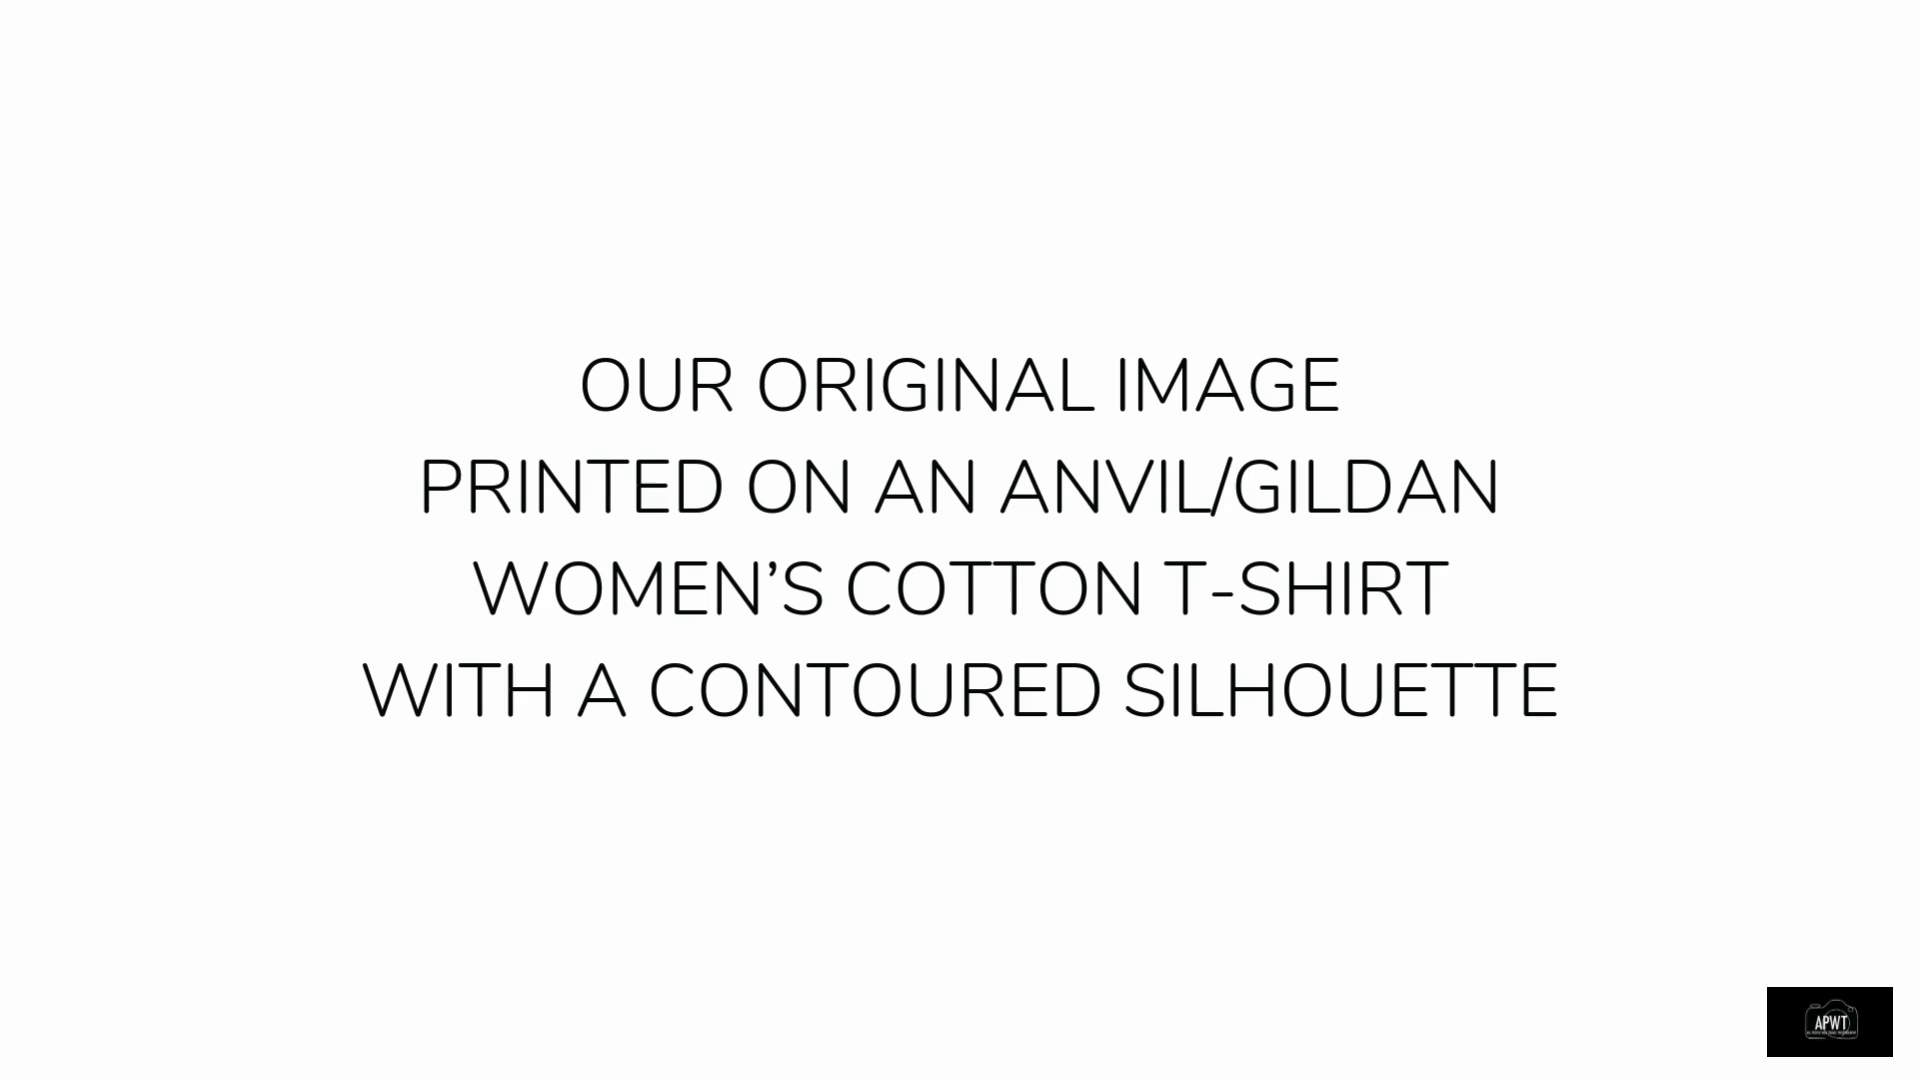 OUR ORIGINAL IMAGE
PRINTED ON AN ANVIL/GILDAN
WOMEN’S COTTON T-SHIRT
WITH A CONTOURED SILHOUETTE
APWT